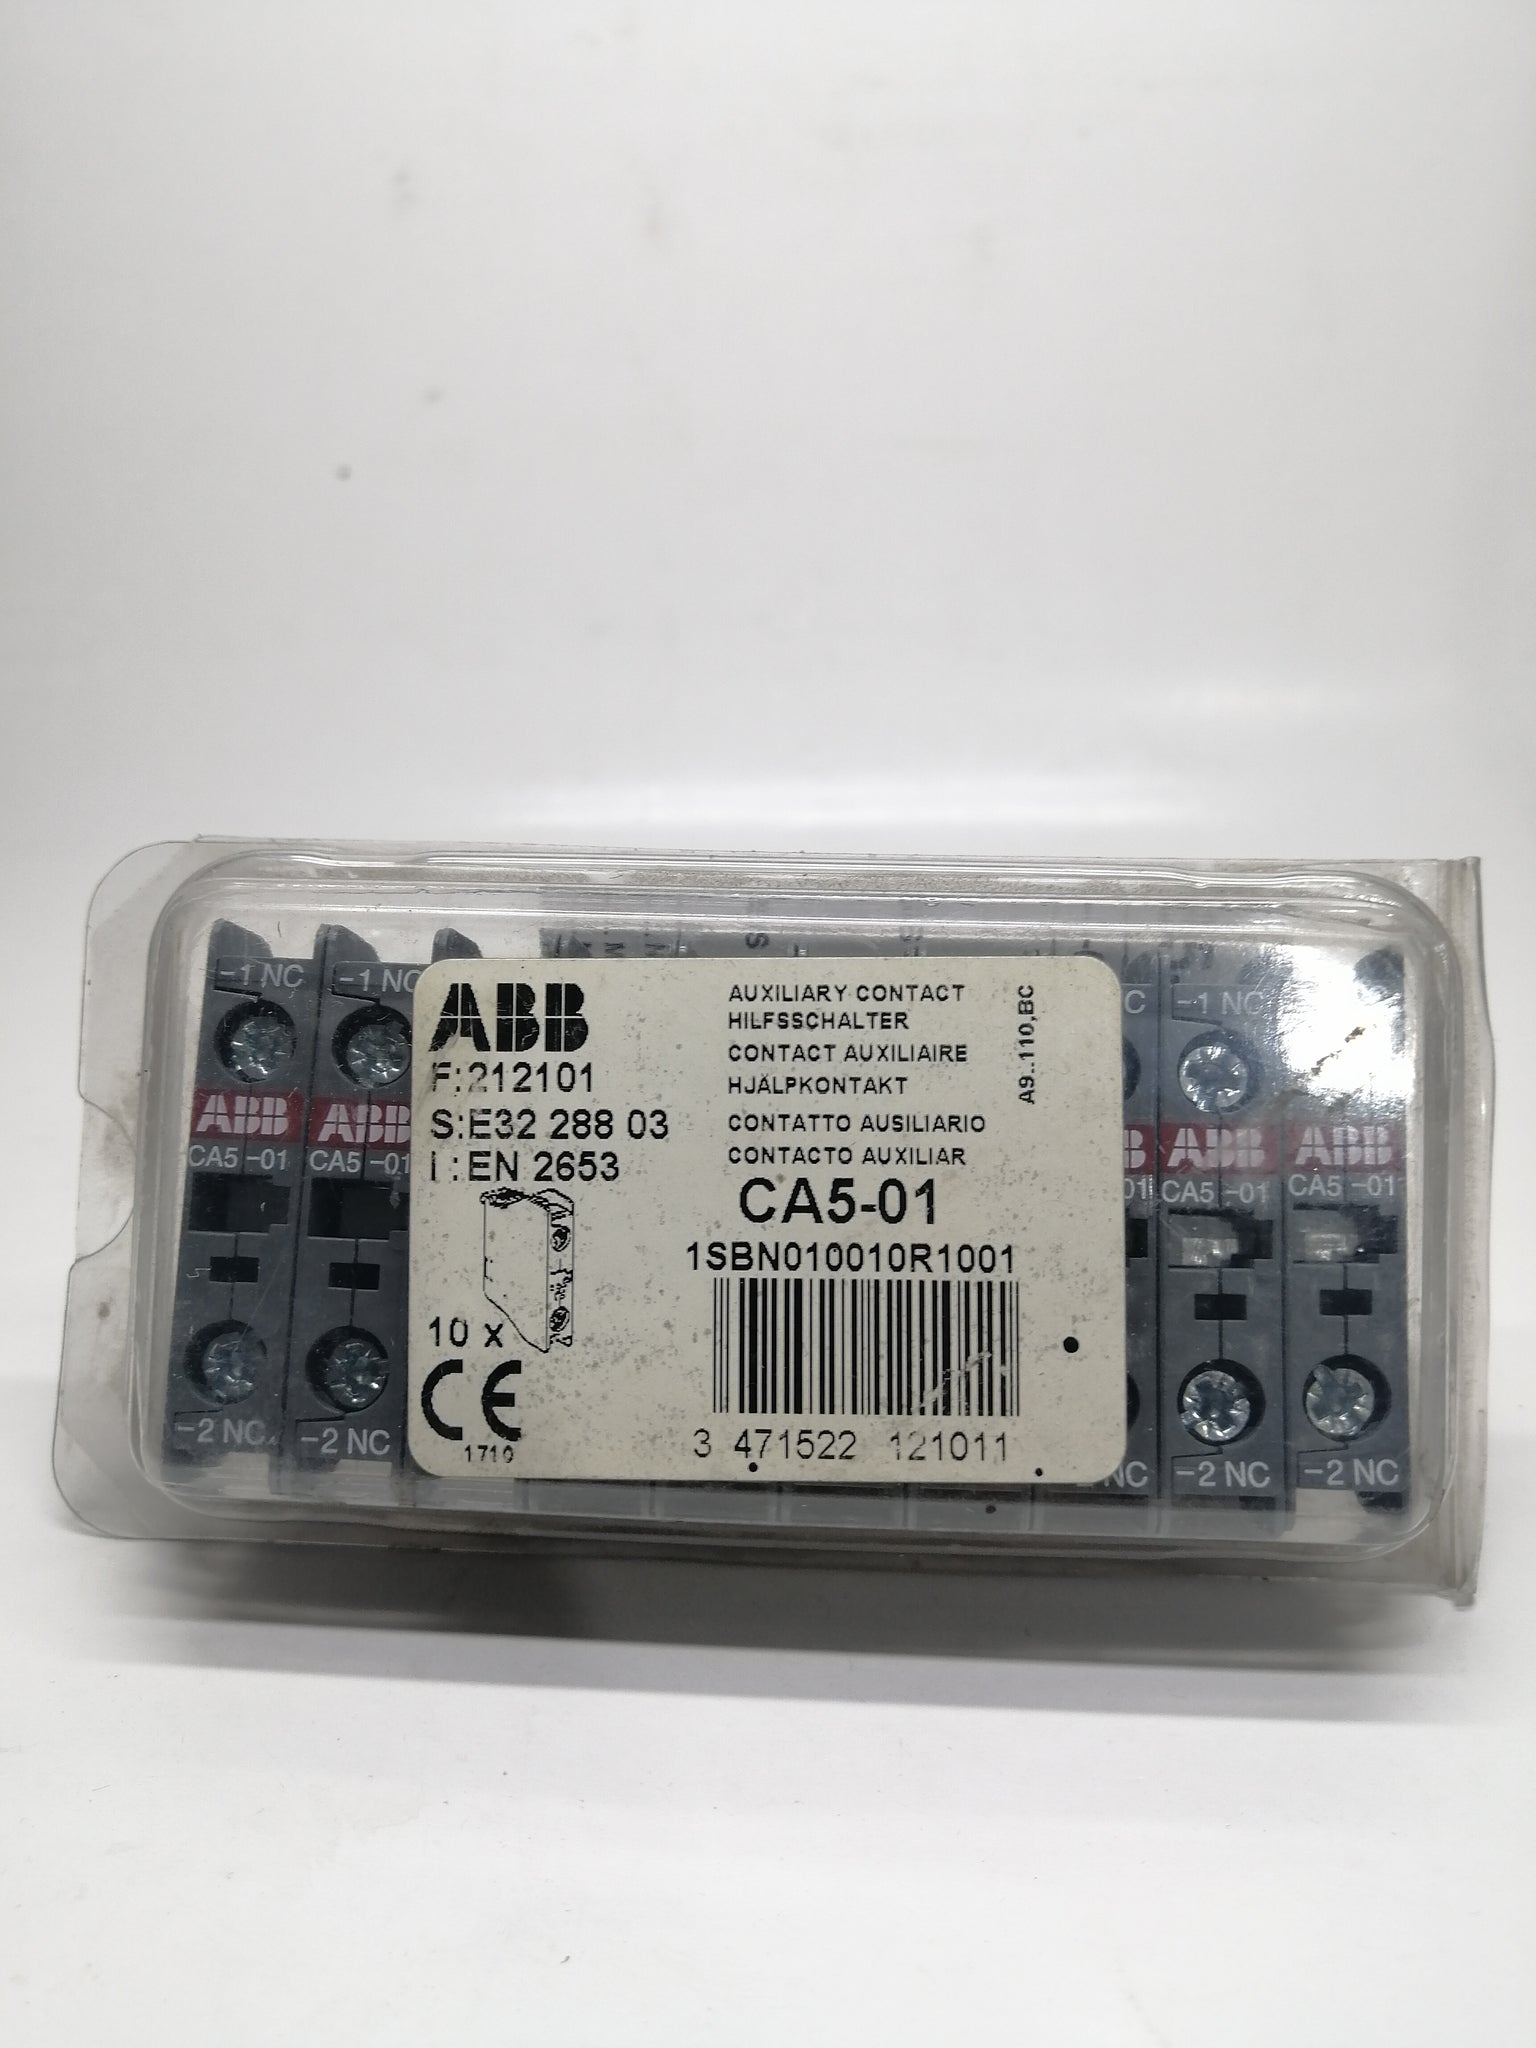 ABB
F:212101
S:E32 288 03
I :EN 2653
10 x
CE
1710
AUXILIARY CONTACT
HILFSSCHALTER
CONTACT AUXILIAIRE
HJÄLPKONTAKT
CONTATTO AUSILIARIO
CONTACTO AUXILIAR
A9..110,BC
CA5-01
1SBN010010R1001
3 471522 121011
-1 NC
ABB
CA5 -01
-2 NC
-1 NC
ABB
CA5 -01
-2 NC
-1 NC
ABB
CA5 -01
-2 NC
ABB
CA5 -01
-2 NC